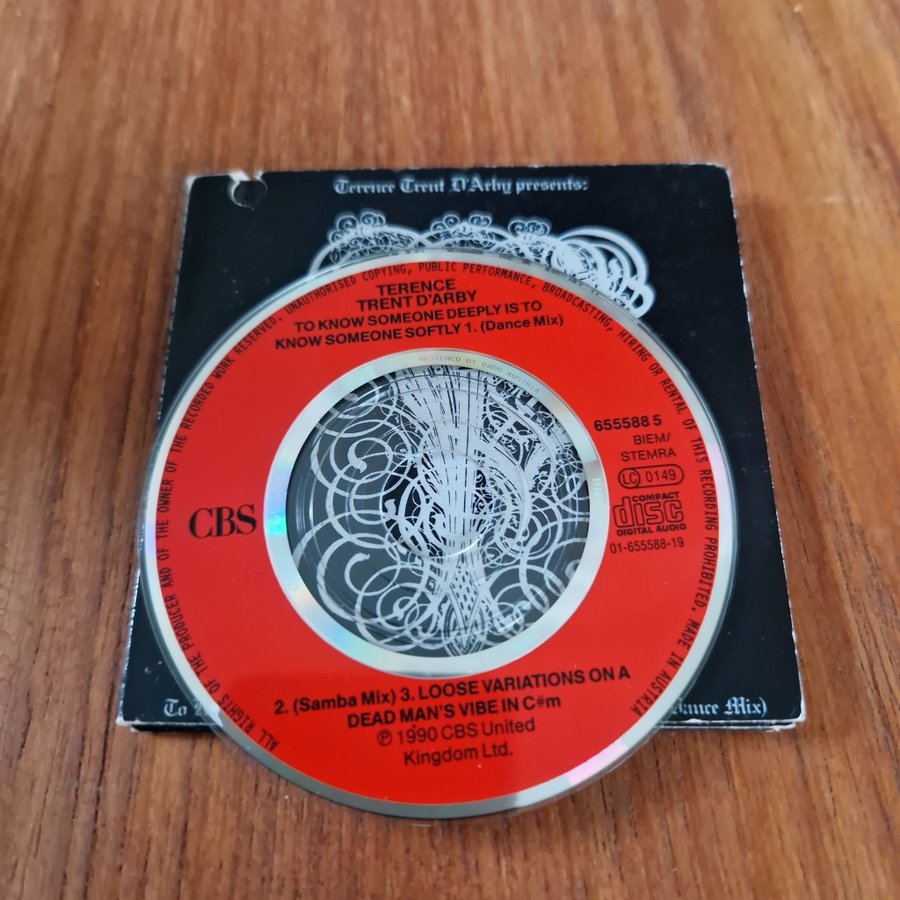 Terence Trent D'Arby presents:
ALL RIGHTS OF THE PRODUCER AND OF THE OWNER OF THE RECORDED WORK RESERVED. UNAUTHORISED COPYING, PUBLIC PERFORMANCE, BROADCASTING, HIRING OR RENTAL OF THIS RECORDING PROHIBITED. MADE IN AUSTRIA
TERENCE
TRENT D'ARBY
TO KNOW SOMEONE DEEPLY IS TO
KNOW SOMEONE SOFTLY 1. (Dance Mix)
MASTERED BY DADC AUSTRIA
655588 5
BIEM/
STEMRA
LC 0149
COMPACT
disc
DIGITAL AUDIO
01-655588-19
CBS
2. (Samba Mix) 3. LOOSE VARIATIONS ON A
DEAD MAN'S VIBE IN C#m
℗ 1990 CBS United
Kingdom Ltd.
To Mix)